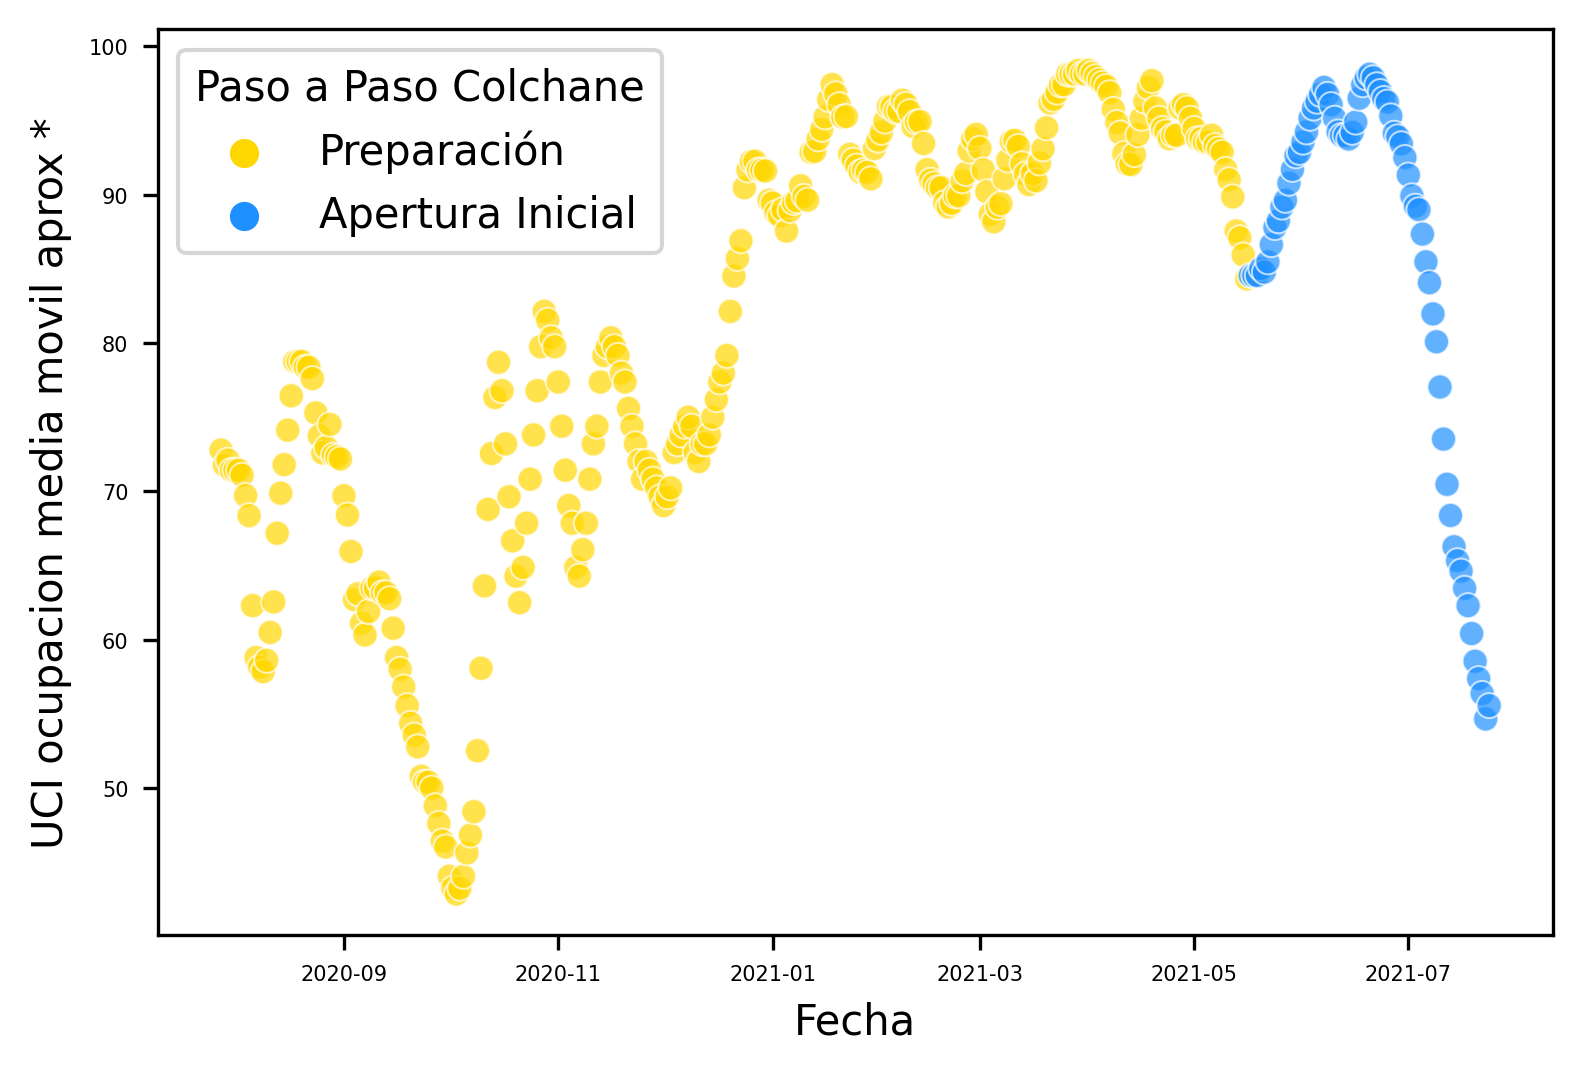 Paso a Paso Colchane
Preparación
Apertura Inicial
UCI ocupacion media movil aprox *
100
90
80
70
60
50
2020-09
2020-11
2021-01
2021-03
2021-05
2021-07
Fecha